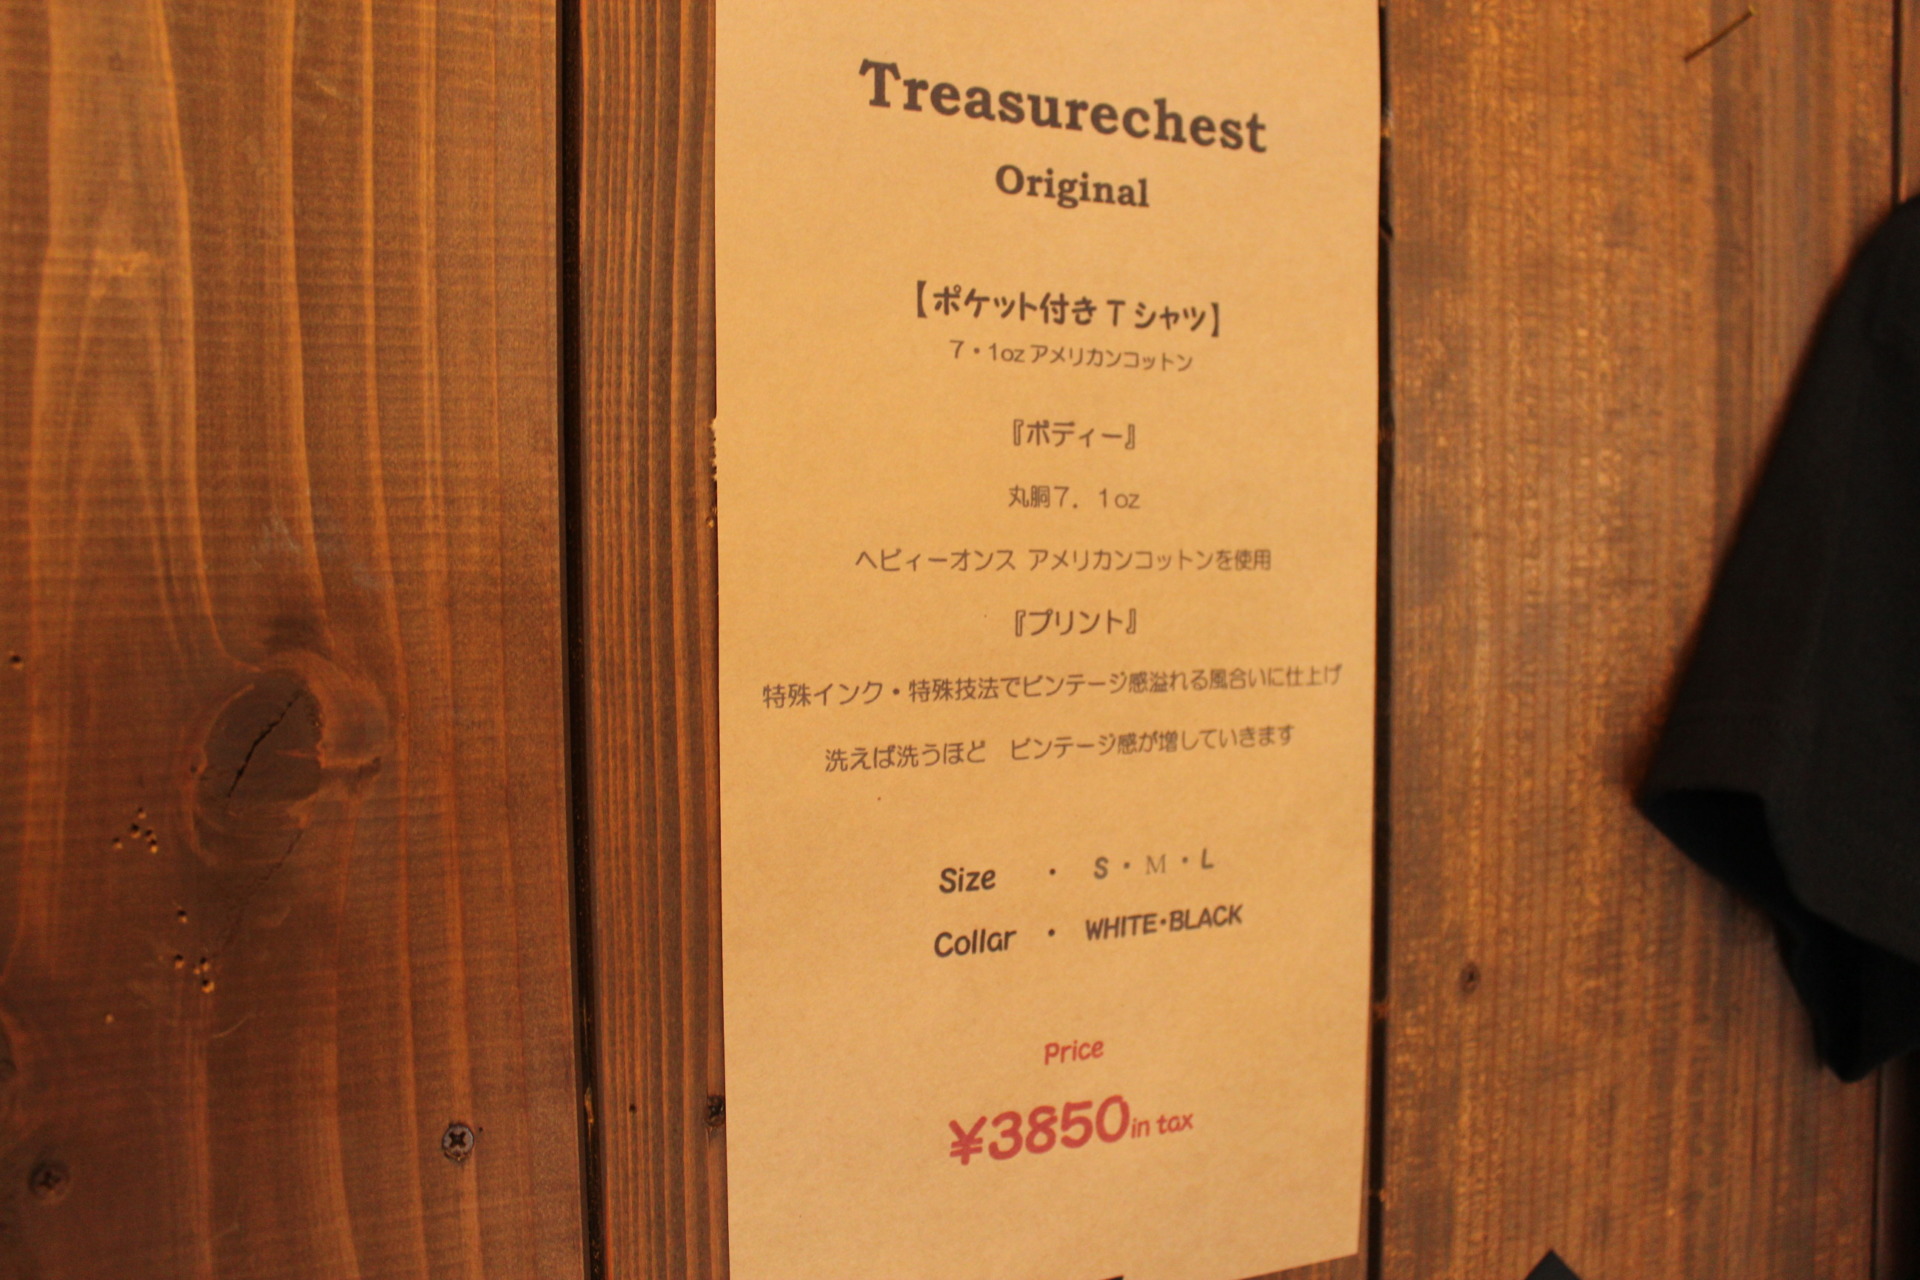 Treasurechest
Original
【ポケット付きTシャツ】
7・1oz アメリカンコットン
『ボディー』
丸胴７．１oz
ヘビィーオンス アメリカンコットンを使用
『プリント』
特殊インク・特殊技法でビンテージ感溢れる風合いに仕上げ
洗えば洗うほど　ビンテージ感が増していきます
Size ・ S・M・L
Collar ・ WHITE・BLACK
Price
¥3850in tax